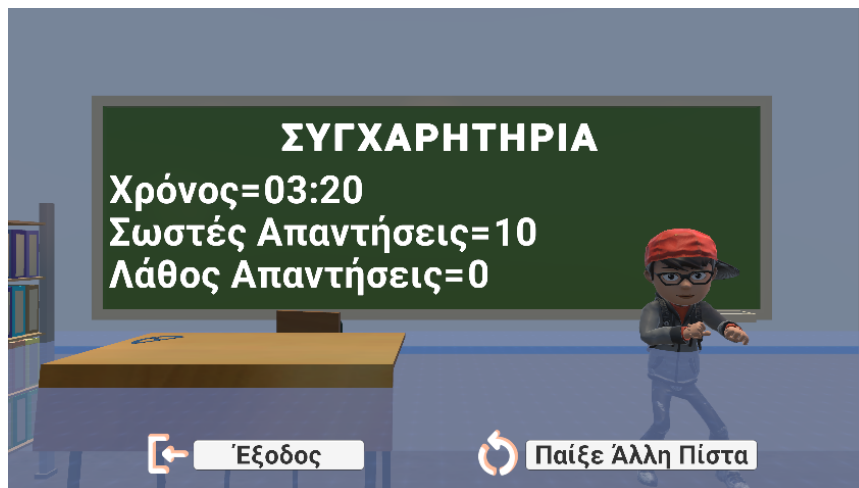 ΣΥΓΧΑΡΗΤΗΡΙΑ
Χρόνος=03:20
Σωστές Απαντήσεις=10
Λάθος Απαντήσεις=0
Έξοδος
Παίξε Άλλη Πίστα